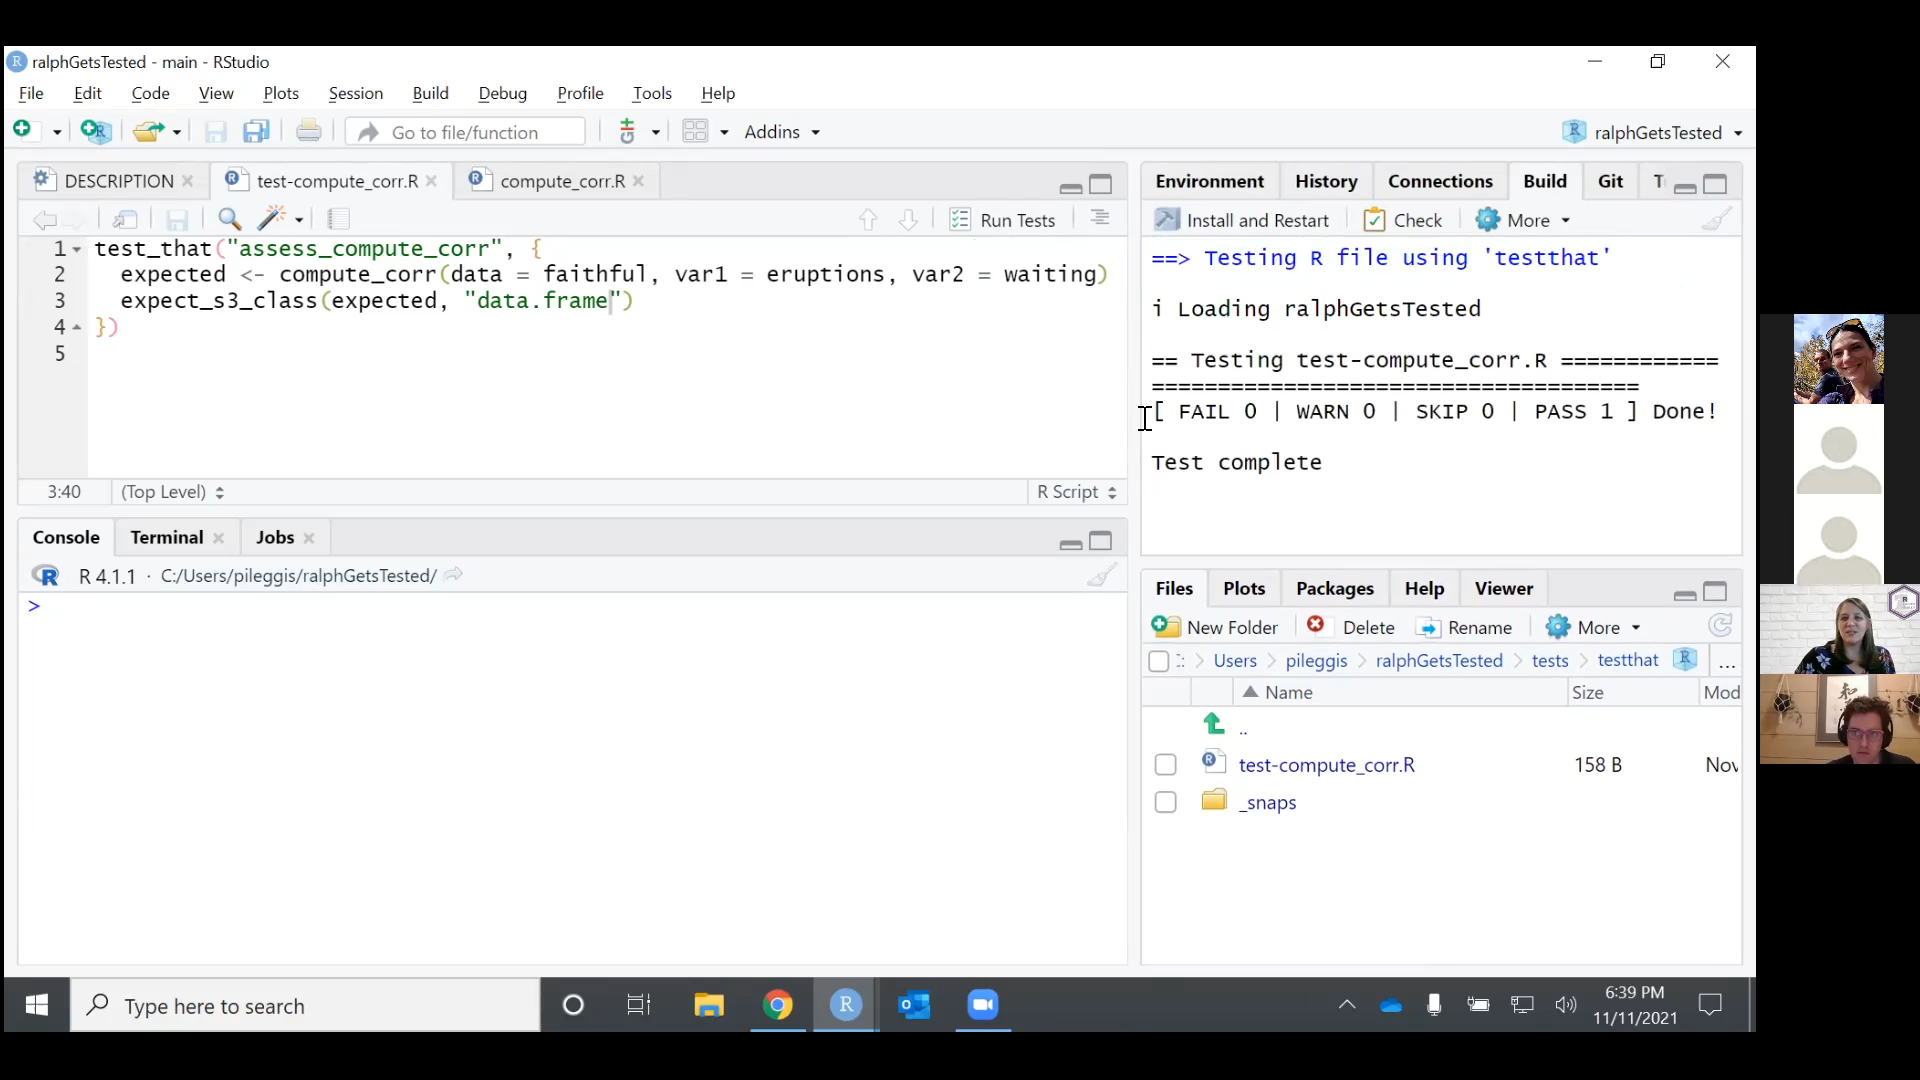 ralphGetsTested - main - RStudio
File Edit Code View Plots Session Build Debug Profile Tools Help
Go to file/function Addins ralphGetsTested
DESCRIPTION test-compute_corr.R compute_corr.R
Run Tests
1 test_that("assess_compute_corr", {
2 expected <- compute_corr(data = faithful, var1 = eruptions, var2 = waiting)
3 expect_s3_class(expected, "data.frame")
4 })
5
3:40 (Top Level) R Script
Console Terminal Jobs
R 4.1.1 · C:/Users/pileggis/ralphGetsTested/
>
Environment History Connections Build Git T
Install and Restart Check More
==> Testing R file using 'testthat'
i Loading ralphGetsTested
== Testing test-compute_corr.R ============
=====================================
[ FAIL 0 | WARN 0 | SKIP 0 | PASS 1 ] Done!
Test complete
Files Plots Packages Help Viewer
New Folder Delete Rename More
: > Users > pileggis > ralphGetsTested > tests > testthat ...
Name Size Mod
..
test-compute_corr.R 158 B Nov
_snaps
Type here to search
6:39 PM
11/11/2021
和